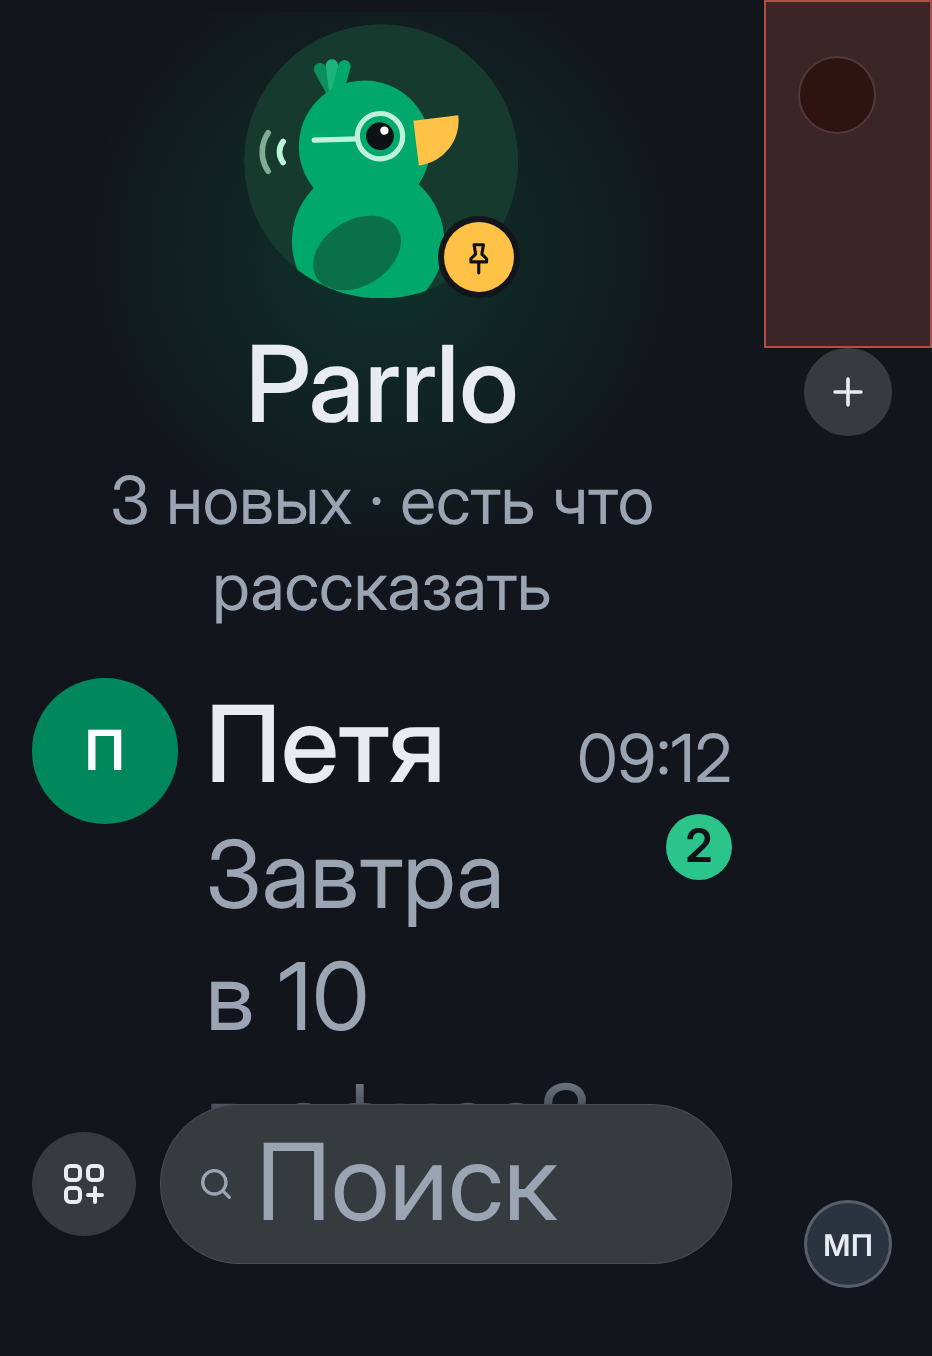 Parrlo
3 новых · есть что
рассказать
П
Петя 09:12
Завтра 2
в 10
Поиск
МП